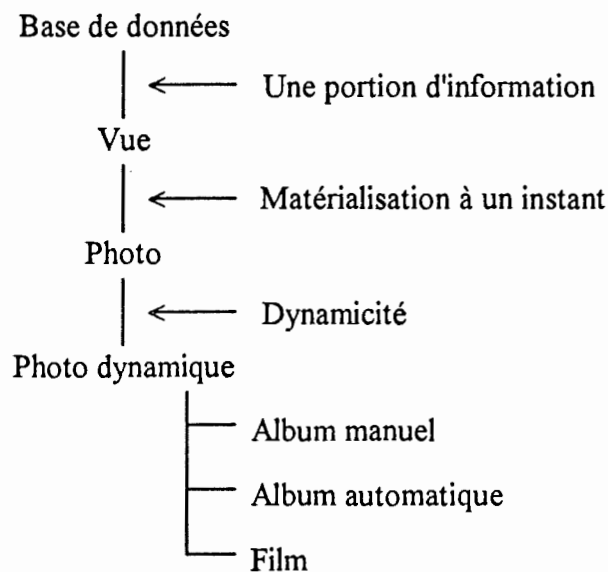 Base de données
Une portion d'information
Vue
Matérialisation à un instant
Photo
Dynamicité
Photo dynamique
Album manuel
Album automatique
Film